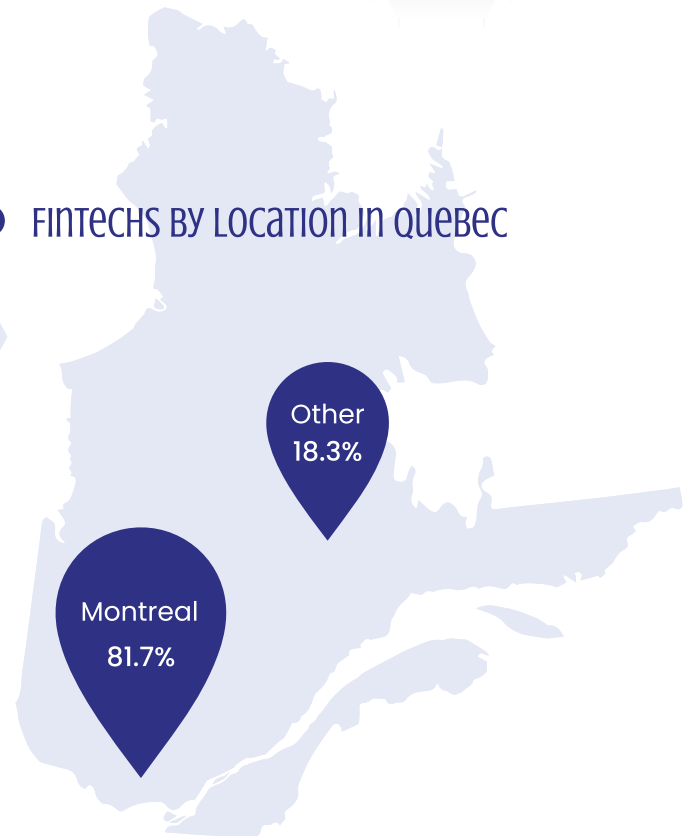 FINTECHS BY LOCATION IN QUEBEC
Other
18.3%
Montreal
81.7%